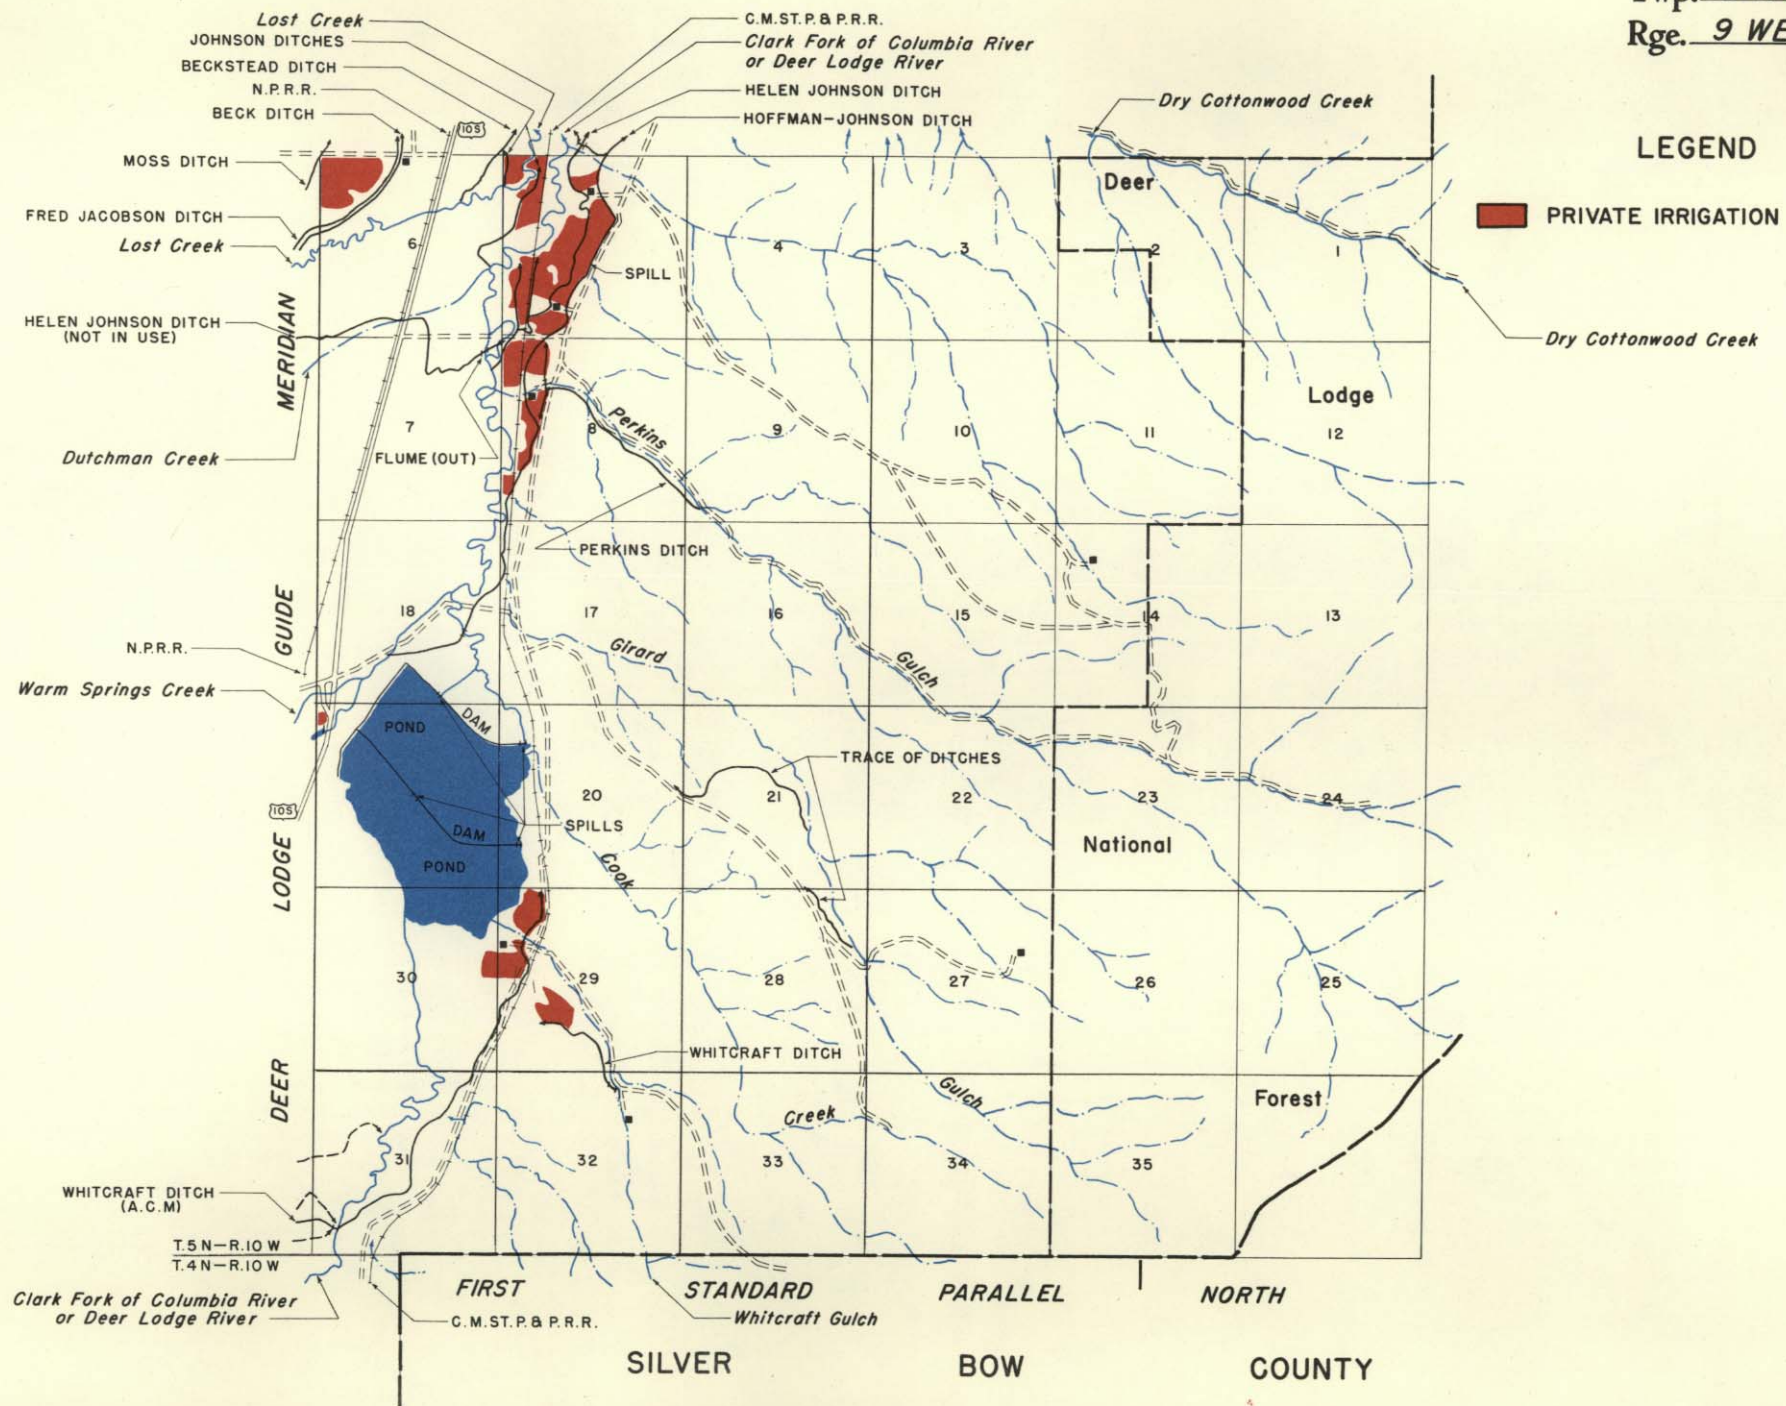 Rge. 9 WE
Lost Creek
JOHNSON DITCHES
BECKSTEAD DITCH
N.P.R.R.
BECK DITCH
MOSS DITCH
FRED JACOBSON DITCH
Lost Creek
HELEN JOHNSON DITCH
(NOT IN USE)
Dutchman Creek
N.P.R.R.
Warm Springs Creek
WHITCRAFT DITCH
(A.C.M)
T.5N-R.10W
T.4N-R.10W
Clark Fork of Columbia River
or Deer Lodge River
C.M.ST.P.& P.R.R.
Clark Fork of Columbia River
or Deer Lodge River
HELEN JOHNSON DITCH
HOFFMAN-JOHNSON DITCH
Dry Cottonwood Creek
LEGEND
PRIVATE IRRIGATION
Dry Cottonwood Creek
10S
10S
MERIDIAN
GUIDE
LODGE
DEER
6
4
3
2
1
Deer
SPILL
7
8
9
10
11
12
Lodge
Perkins
FLUME (OUT)
PERKINS DITCH
18
17
16
15
14
13
Girard
Gulch
POND
DAM
TRACE OF DITCHES
20
21
22
23
24
SPILLS
DAM
POND
Cook
National
30
29
28
27
26
25
WHITCRAFT DITCH
Creek
Gulch
Forest
31
32
33
34
35
FIRST STANDARD PARALLEL NORTH
C.M.ST.P.& P.R.R.
Whitcraft Gulch
SILVER BOW COUNTY